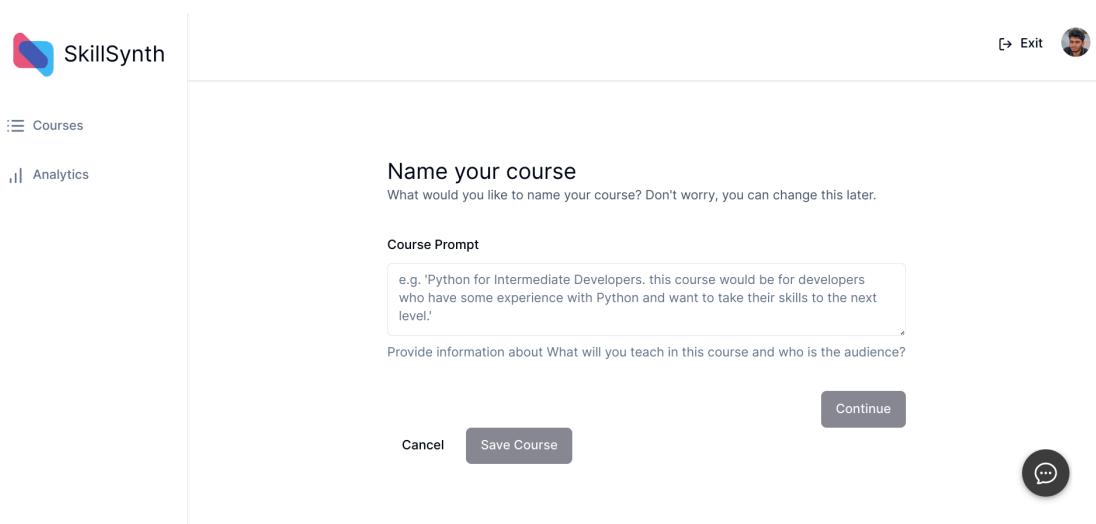 SkillSynth
Exit
Courses
Analytics
Name your course
What would you like to name your course? Don't worry, you can change this later.
Course Prompt
e.g. 'Python for Intermediate Developers. this course would be for developers
who have some experience with Python and want to take their skills to the next
level.'
Provide information about What will you teach in this course and who is the audience?
Continue
Cancel
Save Course